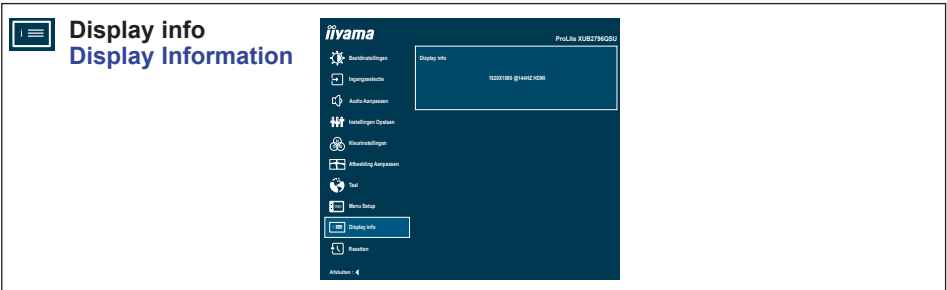 Display info
Display Information
iiyama
ProLite XUB2796QSU
Beeldinstellingen
Ingangsselectie
Audio Aanpassen
Instellingen Opslaan
Kleurinstellingen
Afbeelding Aanpassen
Taal
Menu Setup
Display info
Resetten
Afsluiten :
Display info
1920X1080 @144HZ HDMI